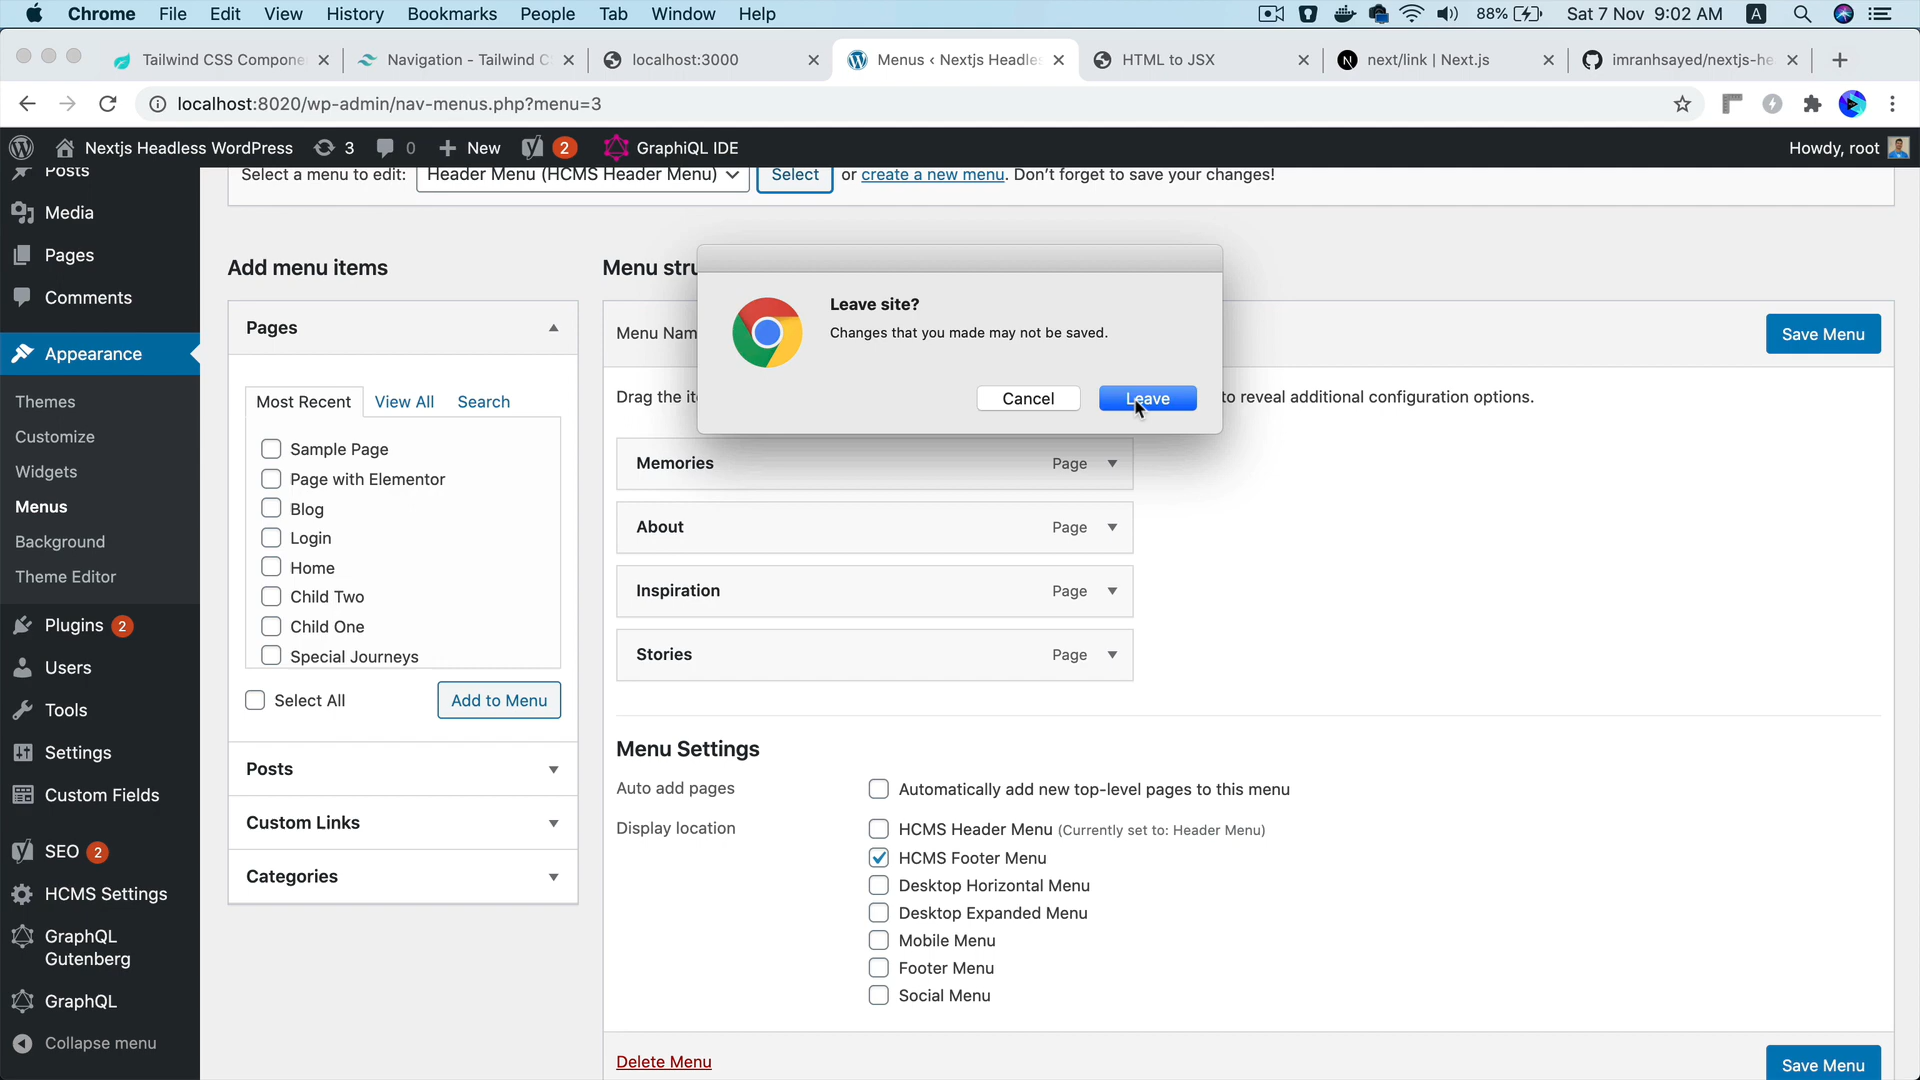 Chrome File Edit View History Bookmarks People Tab Window Help 88% Sat 7 Nov 9:02 AM A
Tailwind CSS Compone Navigation - Tailwind C localhost:3000 Menus ‹ Nextjs Headles HTML to JSX next/link | Next.js imranhsayed/nextjs-he
localhost:8020/wp-admin/nav-menus.php?menu=3
Nextjs Headless WordPress 3 0 New 2 GraphiQL IDE Howdy, root
Posts
Media
Pages
Comments
Appearance
Themes
Customize
Widgets
Menus
Background
Theme Editor
Plugins 2
Users
Tools
Settings
Custom Fields
SEO 2
HCMS Settings
GraphQL
Gutenberg
GraphQL
Collapse menu
Select a menu to edit: Header Menu (HCMS Header Menu) Select or create a new menu. Don't forget to save your changes!
Add menu items
Pages
Most Recent View All Search
Sample Page
Page with Elementor
Blog
Login
Home
Child Two
Child One
Special Journeys
Select All Add to Menu
Posts
Custom Links
Categories
Menu stru
Menu Nam Save Menu
Drag the it to reveal additional configuration options.
Leave site?
Changes that you made may not be saved.
Cancel Leave
Memories Page
About Page
Inspiration Page
Stories Page
Menu Settings
Auto add pages Automatically add new top-level pages to this menu
Display location HCMS Header Menu (Currently set to: Header Menu)
HCMS Footer Menu
Desktop Horizontal Menu
Desktop Expanded Menu
Mobile Menu
Footer Menu
Social Menu
Delete Menu Save Menu